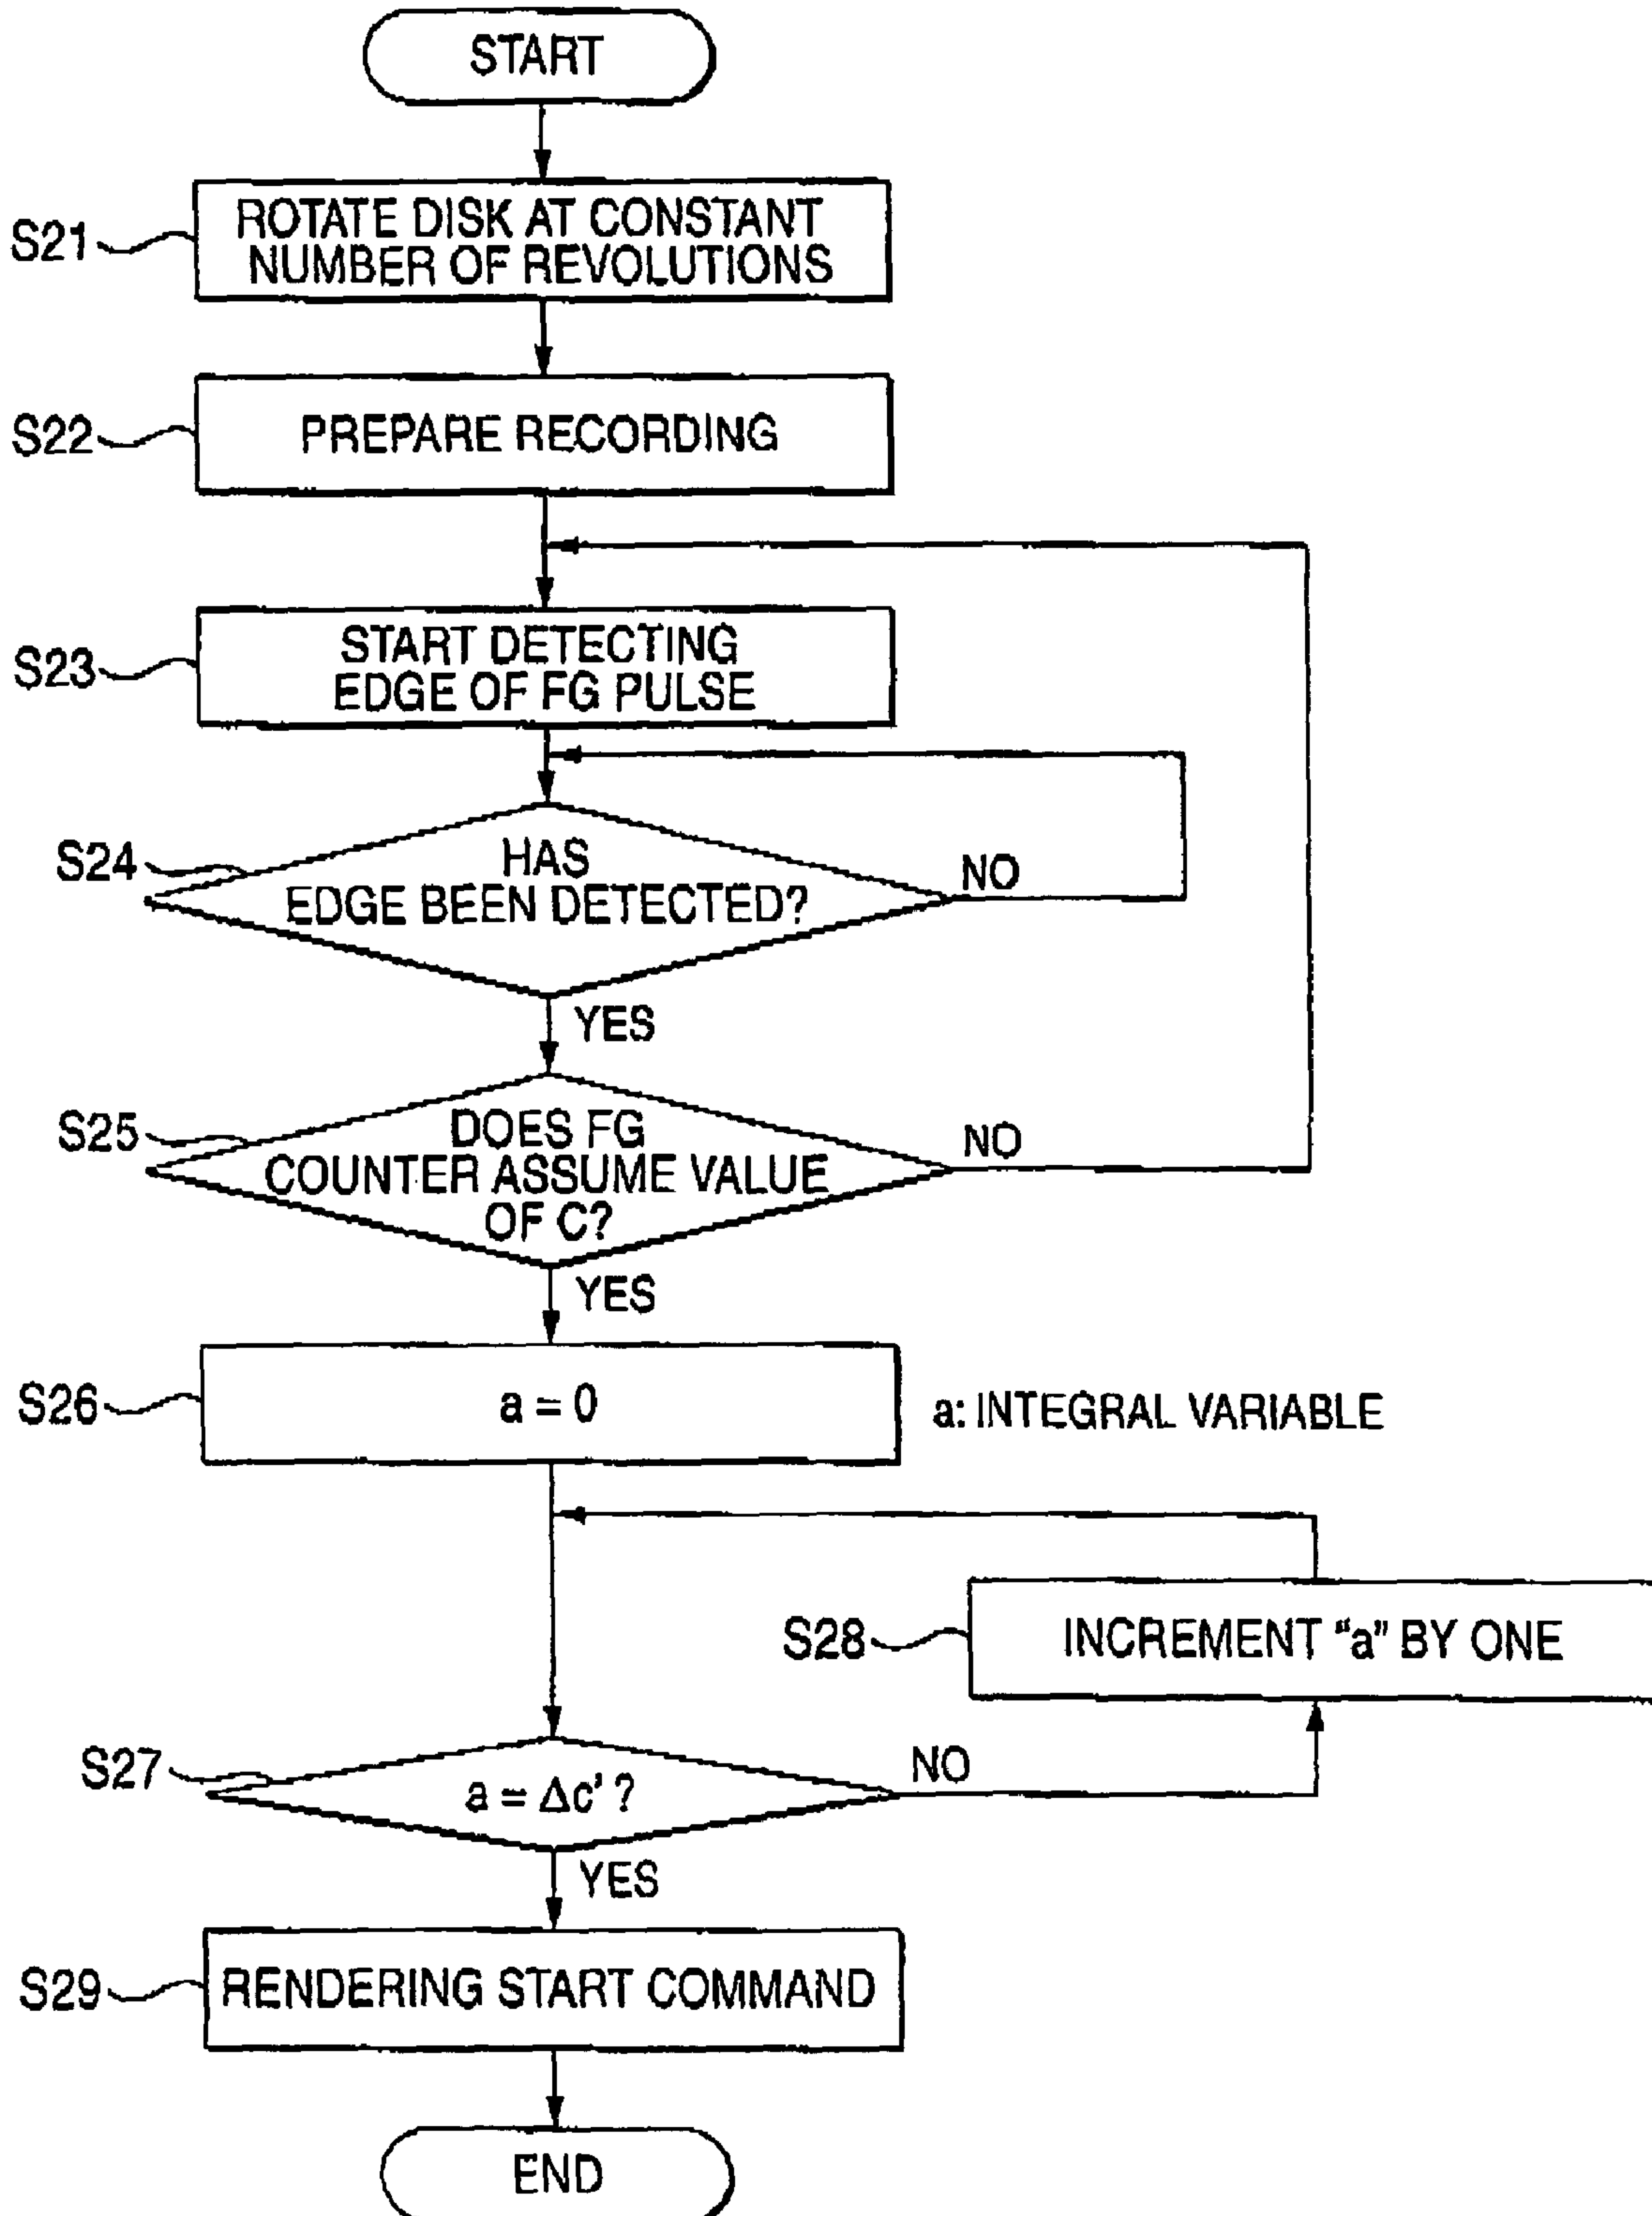 START
S21
ROTATE DISK AT CONSTANT
NUMBER OF REVOLUTIONS
S22
PREPARE RECORDING
S23
START DETECTING
EDGE OF FG PULSE
S24
HAS
EDGE BEEN DETECTED?
NO
YES
S25
DOES FG
COUNTER ASSUME VALUE
OF C?
NO
YES
S26
a = 0
a: INTEGRAL VARIABLE
S28
INCREMENT “a” BY ONE
S27
a = Δc' ?
NO
YES
S29
RENDERING START COMMAND
END